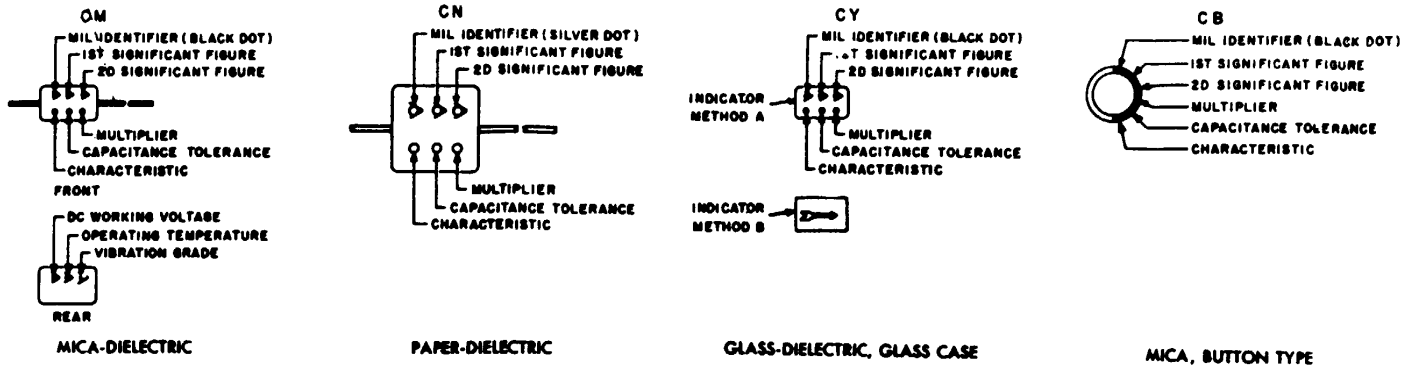 CM
MIL IDENTIFIER (BLACK DOT)
1ST SIGNIFICANT FIGURE
2D SIGNIFICANT FIGURE
MULTIPLIER
CAPACITANCE TOLERANCE
CHARACTERISTIC
FRONT
DC WORKING VOLTAGE
OPERATING TEMPERATURE
VIBRATION GRADE
REAR
MICA-DIELECTRIC
CN
MIL IDENTIFIER (SILVER DOT)
1ST SIGNIFICANT FIGURE
2D SIGNIFICANT FIGURE
MULTIPLIER
CAPACITANCE TOLERANCE
CHARACTERISTIC
PAPER-DIELECTRIC
CY
MIL IDENTIFIER (BLACK DOT)
SIGNIFICANT FIGURE
2D SIGNIFICANT FIGURE
INDICATOR
METHOD A
MULTIPLIER
CAPACITANCE TOLERANCE
CHARACTERISTIC
INDICATOR
METHOD B
GLASS-DIELECTRIC, GLASS CASE
CB
MIL IDENTIFIER (BLACK DOT)
1ST SIGNIFICANT FIGURE
2D SIGNIFICANT FIGURE
MULTIPLIER
CAPACITANCE TOLERANCE
CHARACTERISTIC
MICA, BUTTON TYPE